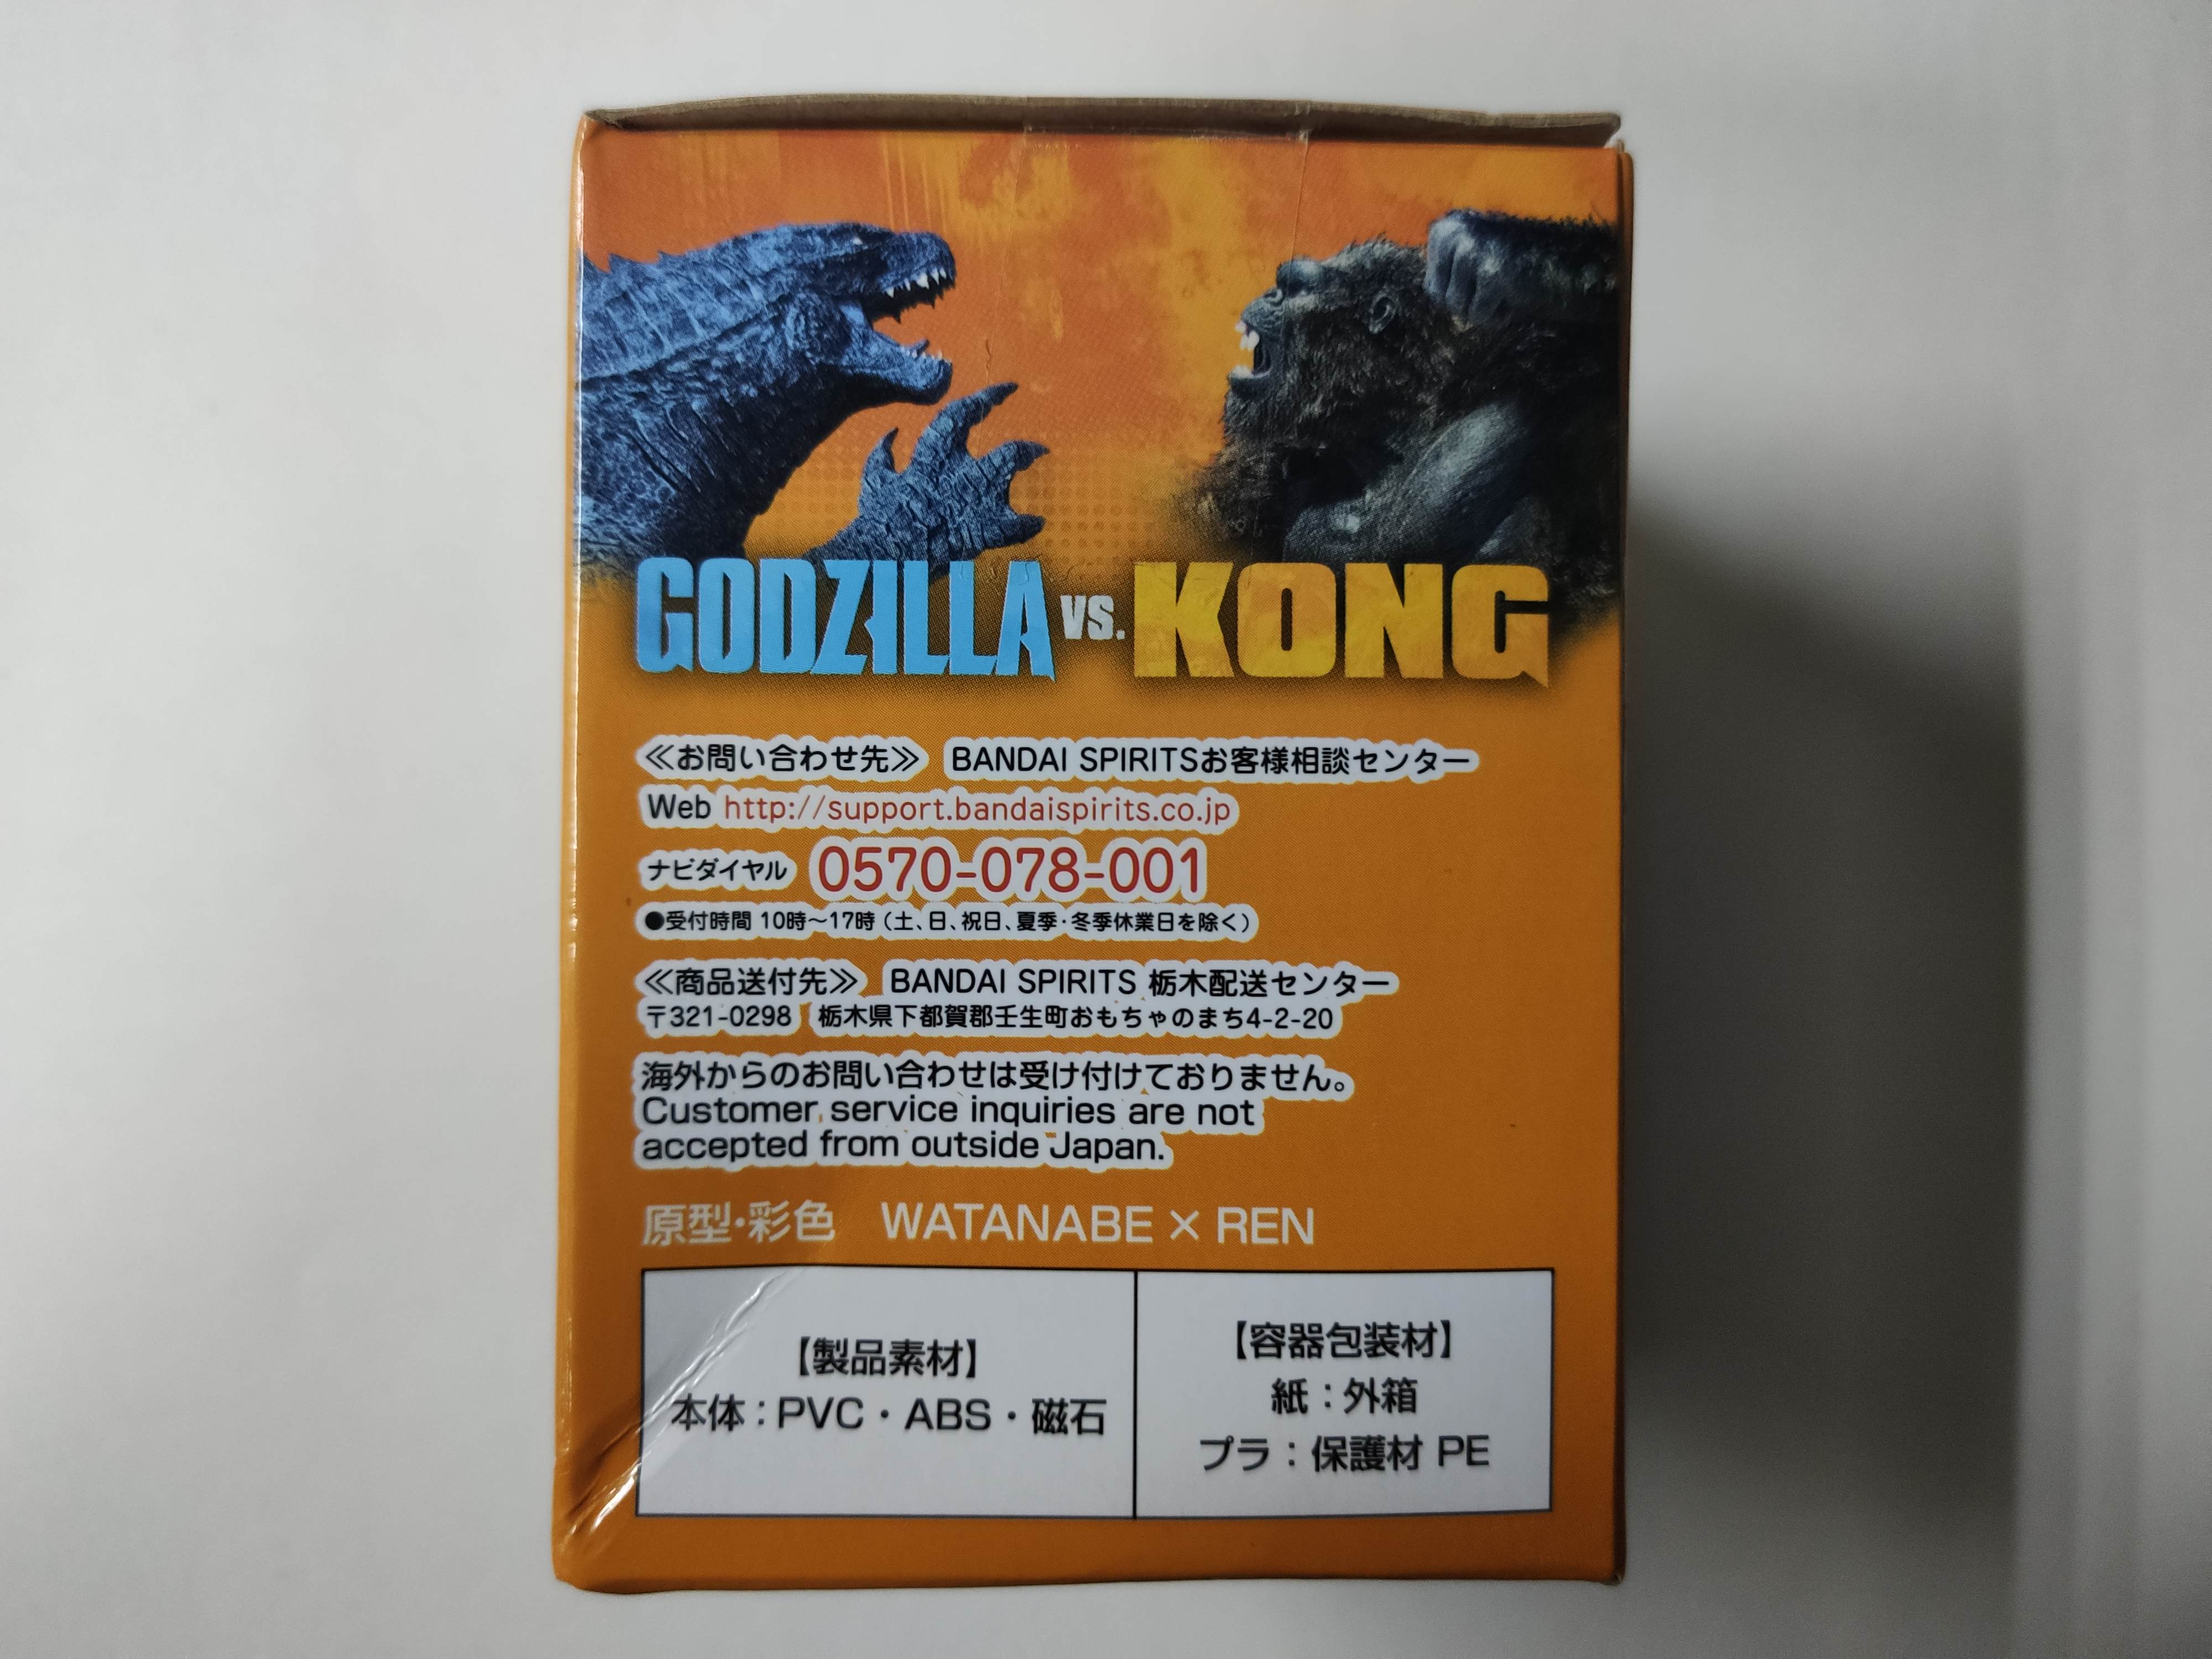 GODZILLA VS. KONG
≪お問い合わせ先≫ BANDAI SPIRITSお客様相談センター
Web http://support.bandaispirits.co.jp
ナビダイヤル 0570-078-001
●受付時間 10時〜17時（土、日、祝日、夏季・冬季休業日を除く）
≪商品送付先≫ BANDAI SPIRITS 栃木配送センター
〒321-0298 栃木県下都賀郡壬生町おもちゃのまち4-2-20
海外からのお問い合わせは受け付けておりません。
Customer service inquiries are not
accepted from outside Japan.
原型・彩色 WATANABE × REN
【製品素材】
本体：PVC・ABS・磁石
【容器包装材】
紙：外箱
プラ：保護材 PE